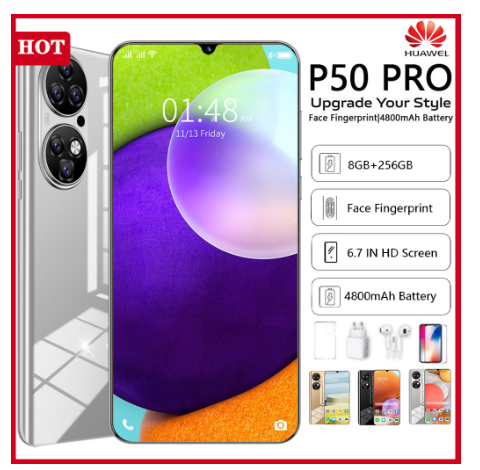 HOT
HUAWEL
P50 PRO
Upgrade Your Style
Face Fingerprint|4800mAh Battery
01:48 AM
11/13 Friday
8GB+256GB
Face Fingerprint
6.7 IN HD Screen
4800mAh Battery